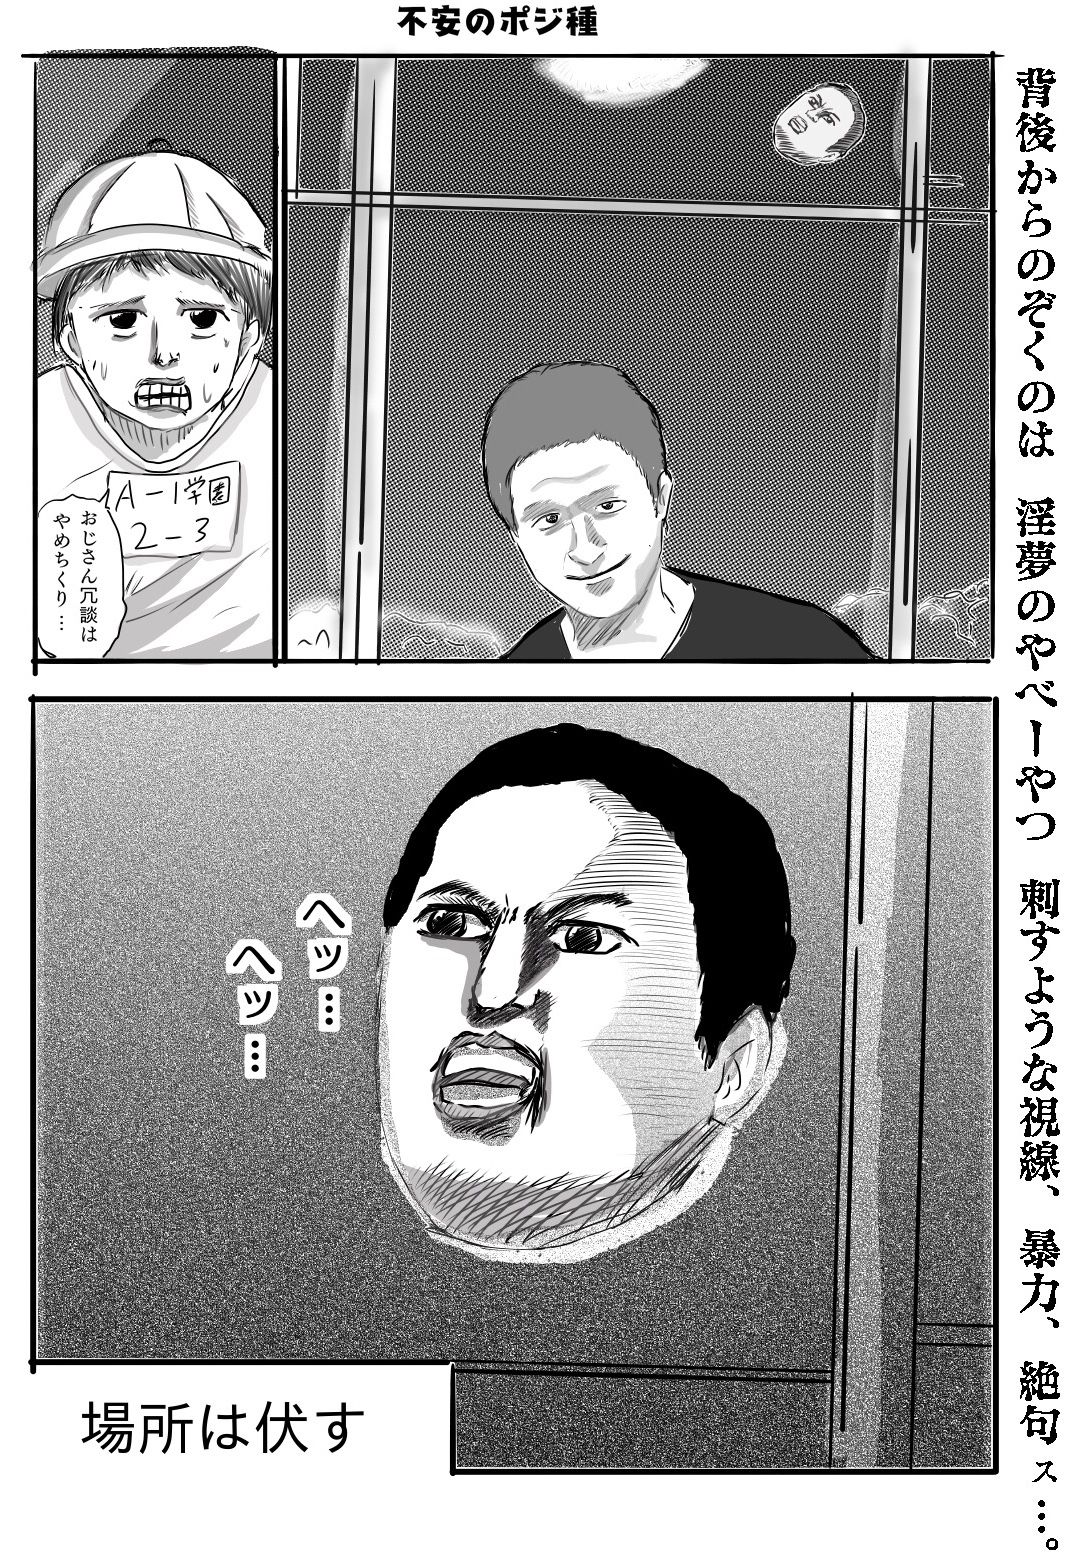 不安のポジ種
背後からのぞくのは 淫夢のやべーやつ 刺すような視線、 暴力、 絶句ス…。
A-1学園
2-3
おじさん冗談は
やめちくり…
ヘッ…
ヘッ…
場所は伏す